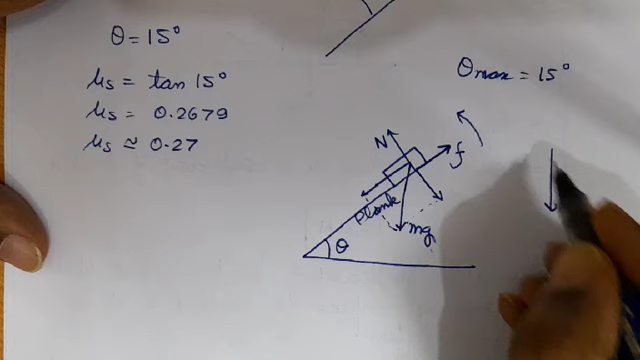 θ = 15°
μs = tan 15°
μs = 0.2679
μs ≈ 0.27
θmax = 15°
N
f
Plank
mg
θ